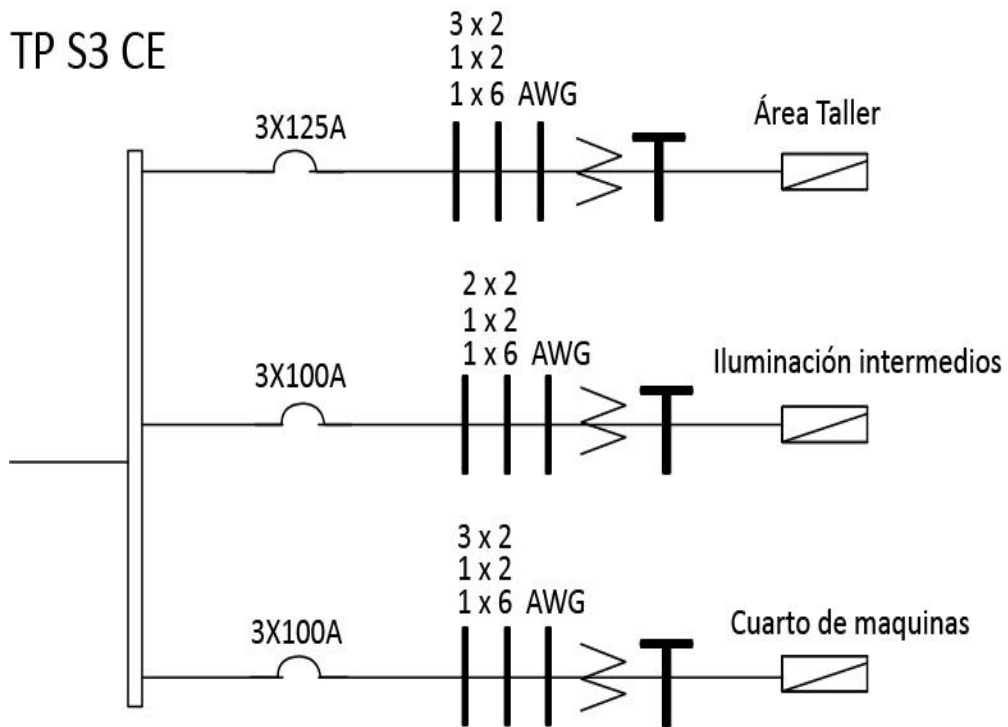 TP S3 CE
3 x 2
1 x 2
1 x 6 AWG
3X125A
Área Taller
2 x 2
1 x 2
1 x 6 AWG
3X100A
Iluminación intermedios
3 x 2
1 x 2
1 x 6 AWG
3X100A
Cuarto de maquinas